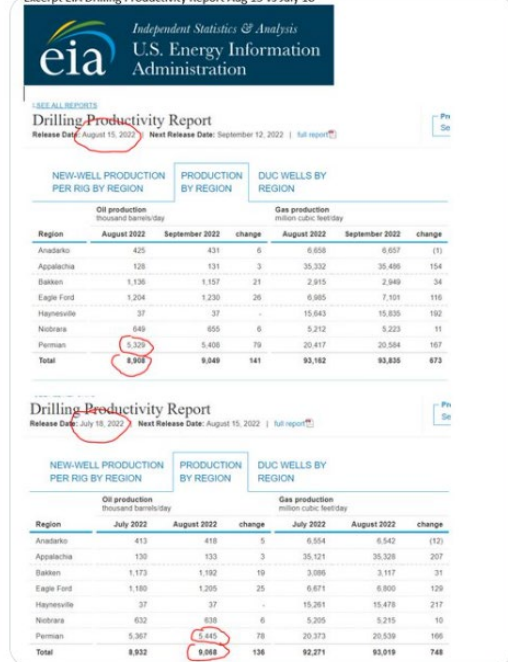 Excerpt EIA Drilling Productivity Report Aug 15 vs July 18
eia
Independent Statistics & Analysis
U.S. Energy Information
Administration
‹ SEE ALL REPORTS
Drilling Productivity Report
Release Date: August 15, 2022 | Next Release Date: September 12, 2022 | full report
NEW-WELL PRODUCTION PER RIG BY REGION PRODUCTION BY REGION DUC WELLS BY REGION
Oil production Gas production
thousand barrels/day million cubic feet/day
Region August 2022 September 2022 change August 2022 September 2022 change
Anadarko 425 431 6 6,658 6,657 (1)
Appalachia 128 131 3 35,332 35,486 154
Bakken 1,136 1,157 21 2,915 2,949 34
Eagle Ford 1,204 1,230 26 6,985 7,101 116
Haynesville 37 37 - 15,643 15,835 192
Niobrara 649 655 6 5,212 5,223 11
Permian 5,329 5,408 79 20,417 20,584 167
Total 8,908 9,049 141 93,162 93,835 673
Drilling Productivity Report
Release Date: July 18, 2022 | Next Release Date: August 15, 2022 | full report
NEW-WELL PRODUCTION PER RIG BY REGION PRODUCTION BY REGION DUC WELLS BY REGION
Oil production Gas production
thousand barrels/day million cubic feet/day
Region July 2022 August 2022 change July 2022 August 2022 change
Anadarko 413 418 5 6,554 6,542 (12)
Appalachia 130 133 3 35,121 35,328 207
Bakken 1,173 1,192 19 3,086 3,117 31
Eagle Ford 1,180 1,205 25 6,671 6,800 129
Haynesville 37 37 - 15,261 15,478 217
Niobrara 632 638 6 5,205 5,215 10
Permian 5,367 5,445 78 20,373 20,539 166
Total 8,932 9,068 136 92,271 93,019 748